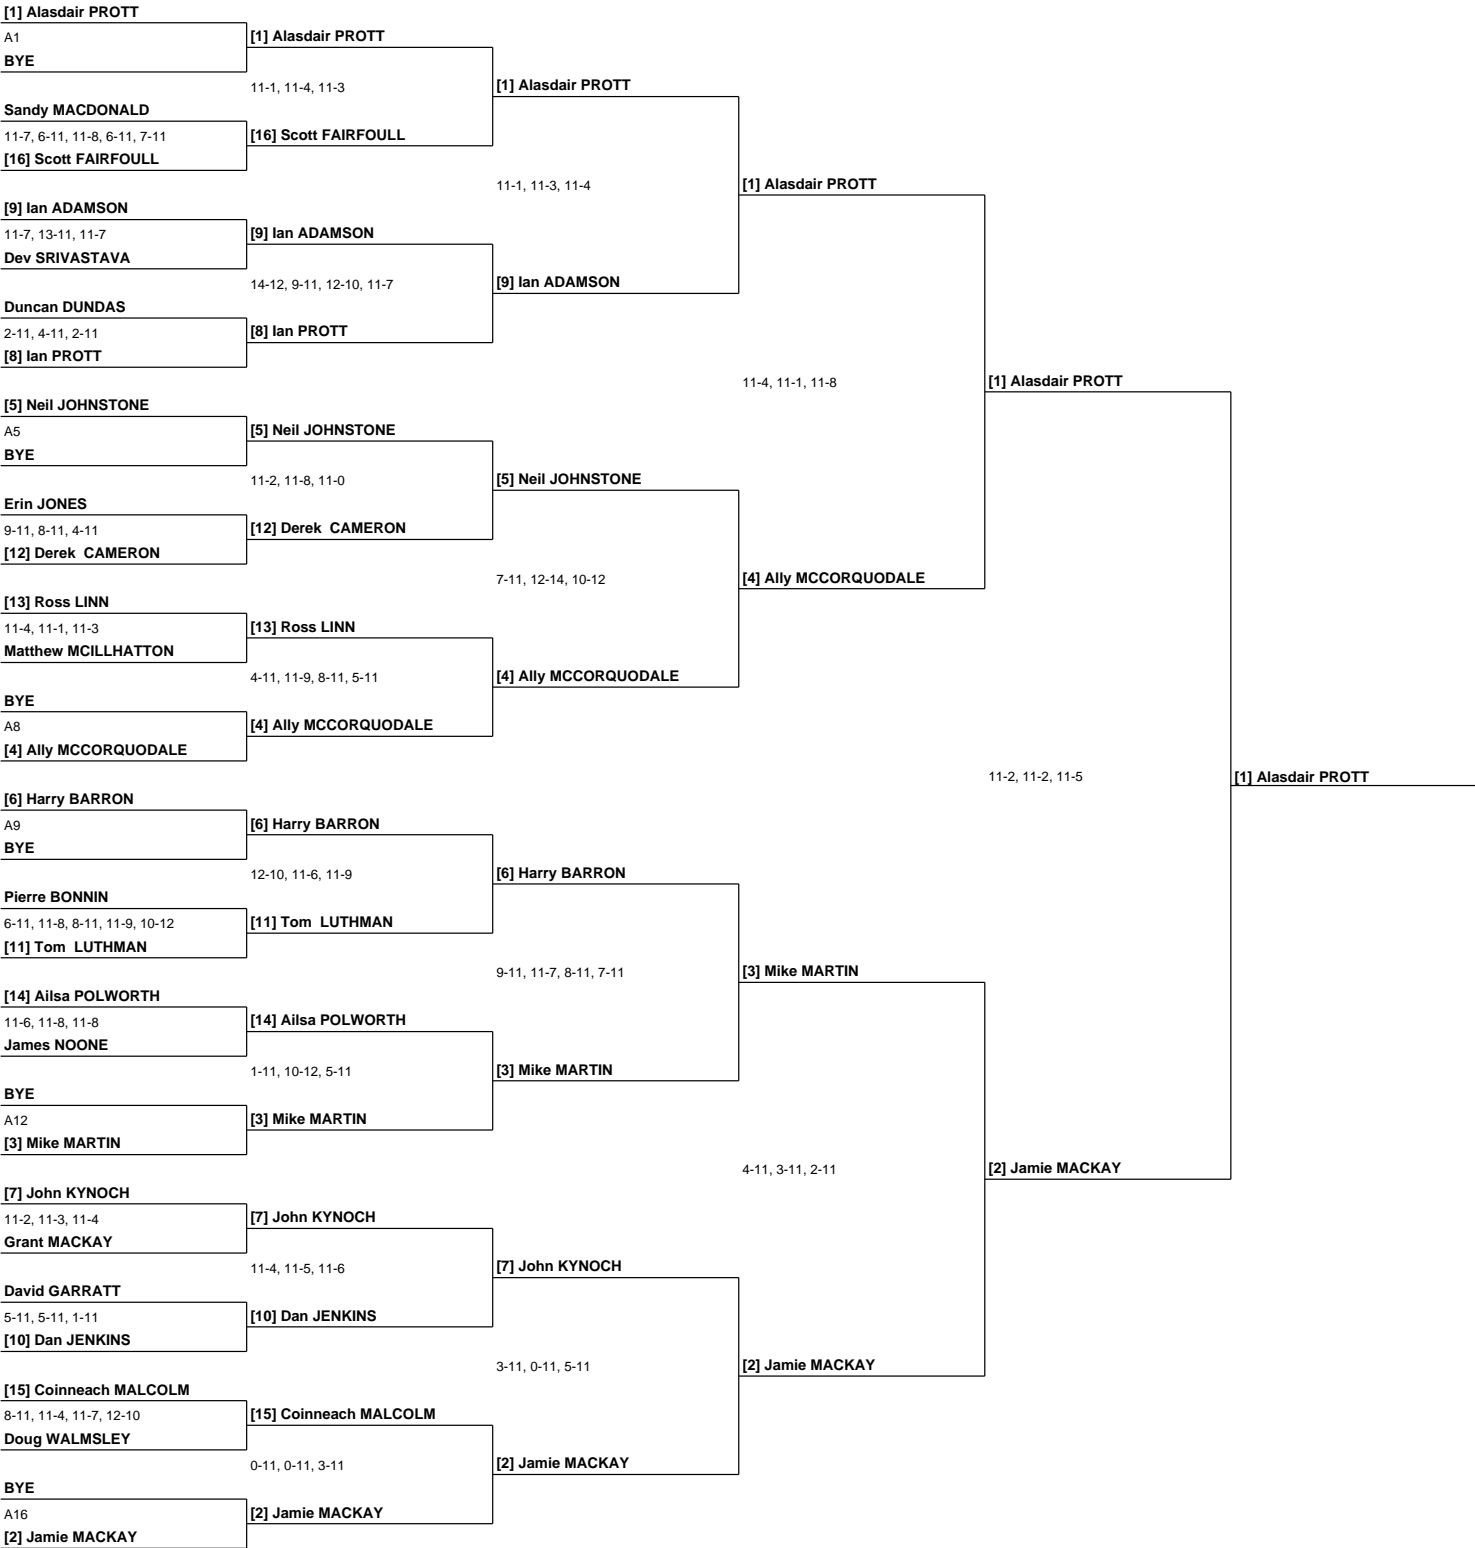 [1] Alasdair PROTT
A1
BYE
Sandy MACDONALD
11-7, 6-11, 11-8, 6-11, 7-11
[16] Scott FAIRFOULL
[9] Ian ADAMSON
11-7, 13-11, 11-7
Dev SRIVASTAVA
Duncan DUNDAS
2-11, 4-11, 2-11
[8] Ian PROTT
[5] Neil JOHNSTONE
A5
BYE
Erin JONES
9-11, 8-11, 4-11
[12] Derek  CAMERON
[13] Ross LINN
11-4, 11-1, 11-3
Matthew MCILLHATTON
BYE
A8
[4] Ally MCCORQUODALE
[6] Harry BARRON
A9
BYE
Pierre BONNIN
6-11, 11-8, 8-11, 11-9, 10-12
[11] Tom  LUTHMAN
[14] Ailsa POLWORTH
11-6, 11-8, 11-8
James NOONE
BYE
A12
[3] Mike MARTIN
[7] John KYNOCH
11-2, 11-3, 11-4
Grant MACKAY
David GARRATT
5-11, 5-11, 1-11
[10] Dan JENKINS
[15] Coinneach MALCOLM
8-11, 11-4, 11-7, 12-10
Doug WALMSLEY
BYE
A16
[2] Jamie MACKAY
[1] Alasdair PROTT
11-1, 11-4, 11-3
[16] Scott FAIRFOULL
[9] Ian ADAMSON
14-12, 9-11, 12-10, 11-7
[8] Ian PROTT
[5] Neil JOHNSTONE
11-2, 11-8, 11-0
[12] Derek  CAMERON
[13] Ross LINN
4-11, 11-9, 8-11, 5-11
[4] Ally MCCORQUODALE
[6] Harry BARRON
12-10, 11-6, 11-9
[11] Tom  LUTHMAN
[14] Ailsa POLWORTH
1-11, 10-12, 5-11
[3] Mike MARTIN
[7] John KYNOCH
11-4, 11-5, 11-6
[10] Dan JENKINS
[15] Coinneach MALCOLM
0-11, 0-11, 3-11
[2] Jamie MACKAY
[1] Alasdair PROTT
11-1, 11-3, 11-4
[9] Ian ADAMSON
[5] Neil JOHNSTONE
7-11, 12-14, 10-12
[4] Ally MCCORQUODALE
[6] Harry BARRON
9-11, 11-7, 8-11, 7-11
[3] Mike MARTIN
[7] John KYNOCH
3-11, 0-11, 5-11
[2] Jamie MACKAY
[1] Alasdair PROTT
11-4, 11-1, 11-8
[4] Ally MCCORQUODALE
[3] Mike MARTIN
4-11, 3-11, 2-11
[2] Jamie MACKAY
[1] Alasdair PROTT
11-2, 11-2, 11-5
[2] Jamie MACKAY
[1] Alasdair PROTT